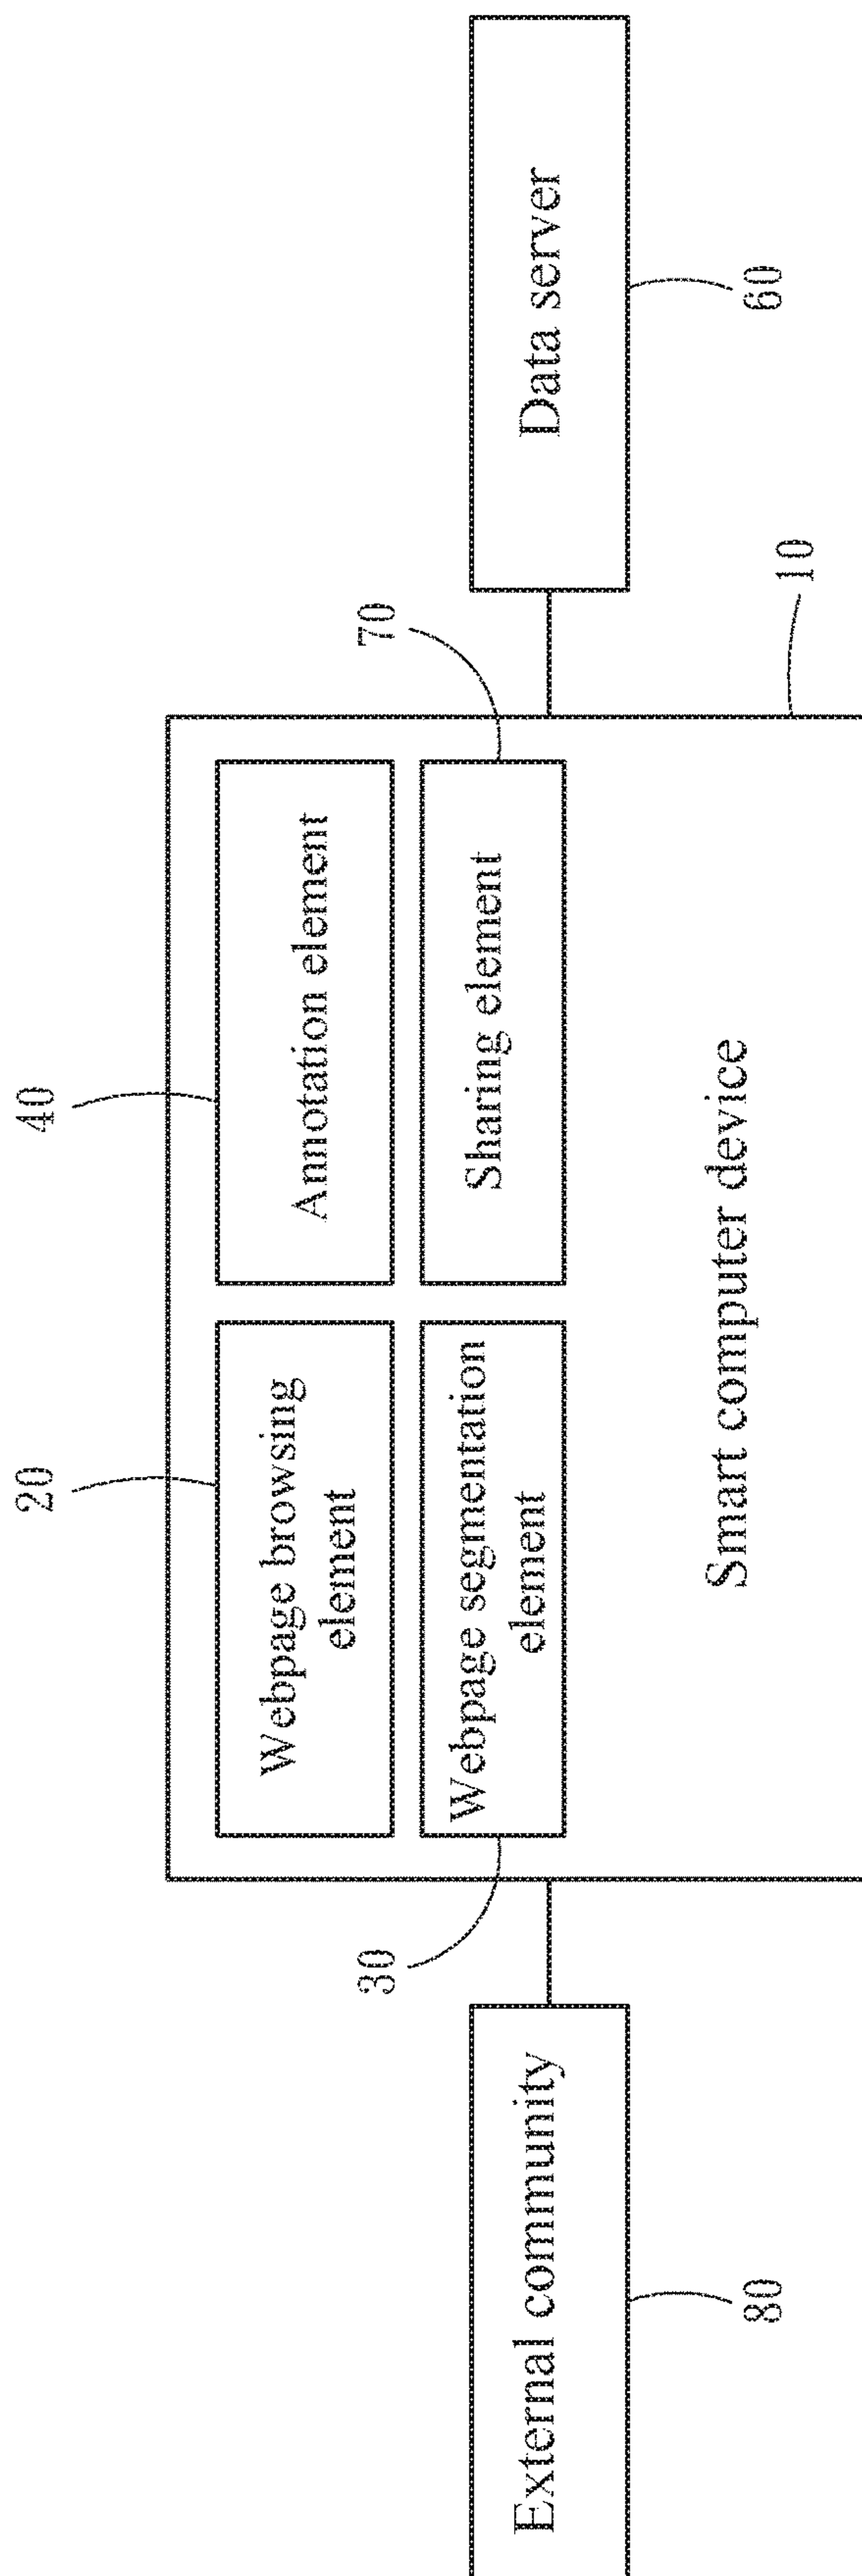 20
40
Webpage browsing
element
Annotation element
30
70
Webpage segmentation
element
Sharing element
External community
Data server
80
60
Smart computer device
10